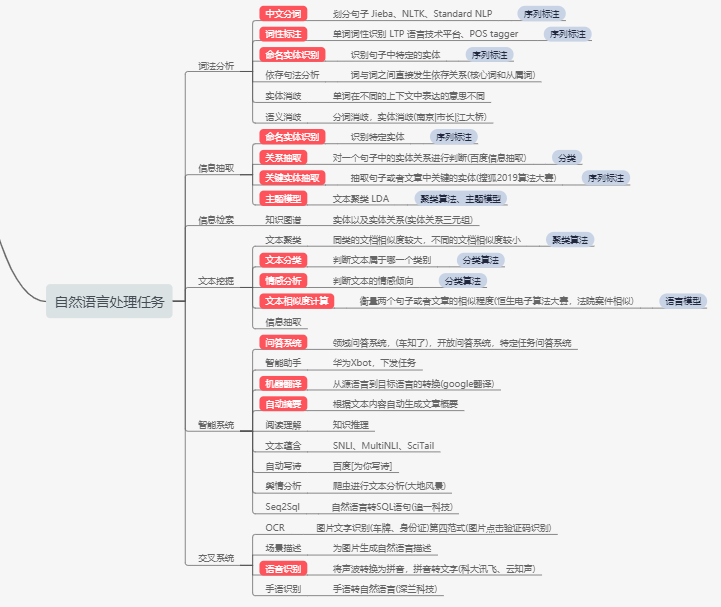 自然语言处理任务
词法分析
中文分词 划分句子 Jieba、NLTK、Standard NLP 序列标注
词性标注 单词词性识别 LTP 语言技术平台、POS tagger 序列标注
命名实体识别 识别句子中特定的实体 序列标注
依存句法分析 词与词之间直接发生依存关系(核心词和从属词)
实体消歧 单词在不同的上下文中表达的意思不同
语义消歧 分词消歧，实体消歧(南京|市长|江大桥)
信息抽取
命名实体识别 识别特定实体 序列标注
关系抽取 对一个句子中的实体关系进行判断(百度信息抽取) 分类
关键实体抽取 抽取句子或者文章中关键的实体(搜狐2019算法大赛) 序列标注
主题模型 文本聚类 LDA 聚类算法、主题模型
信息检索 知识图谱 实体以及实体关系(实体关系三元组)
文本挖掘
文本聚类 同类的文档相似度较大，不同的文档相似度较小 聚类算法
文本分类 判断文本属于哪一个类别 分类算法
情感分析 判断文本的情感倾向 分类算法
文本相似度计算 衡量两个句子或者文章的相似程度(恒生电子算法大赛，法院案件相似) 语言模型
信息抽取
智能系统
问答系统 领域问答系统，(车知了)，开放问答系统，特定任务问答系统
智能助手 华为Xbot，下发任务
机器翻译 从源语言到目标语言的转换(google翻译)
自动摘要 根据文本内容自动生成文章概要
阅读理解 知识推理
文本蕴含 SNLI、MultiNLI、SciTail
自动写诗 百度[为你写诗]
舆情分析 爬虫进行文本分析(大地风景)
Seq2Sql 自然语言转SQL语句(追一科技)
交叉系统
OCR 图片文字识别(车牌、身份证)第四范式(图片点击验证码识别)
场景描述 为图片生成自然语言描述
语音识别 将声波转换为拼音，拼音转文字(科大讯飞、云知声)
手语识别 手语转自然语言(深兰科技)